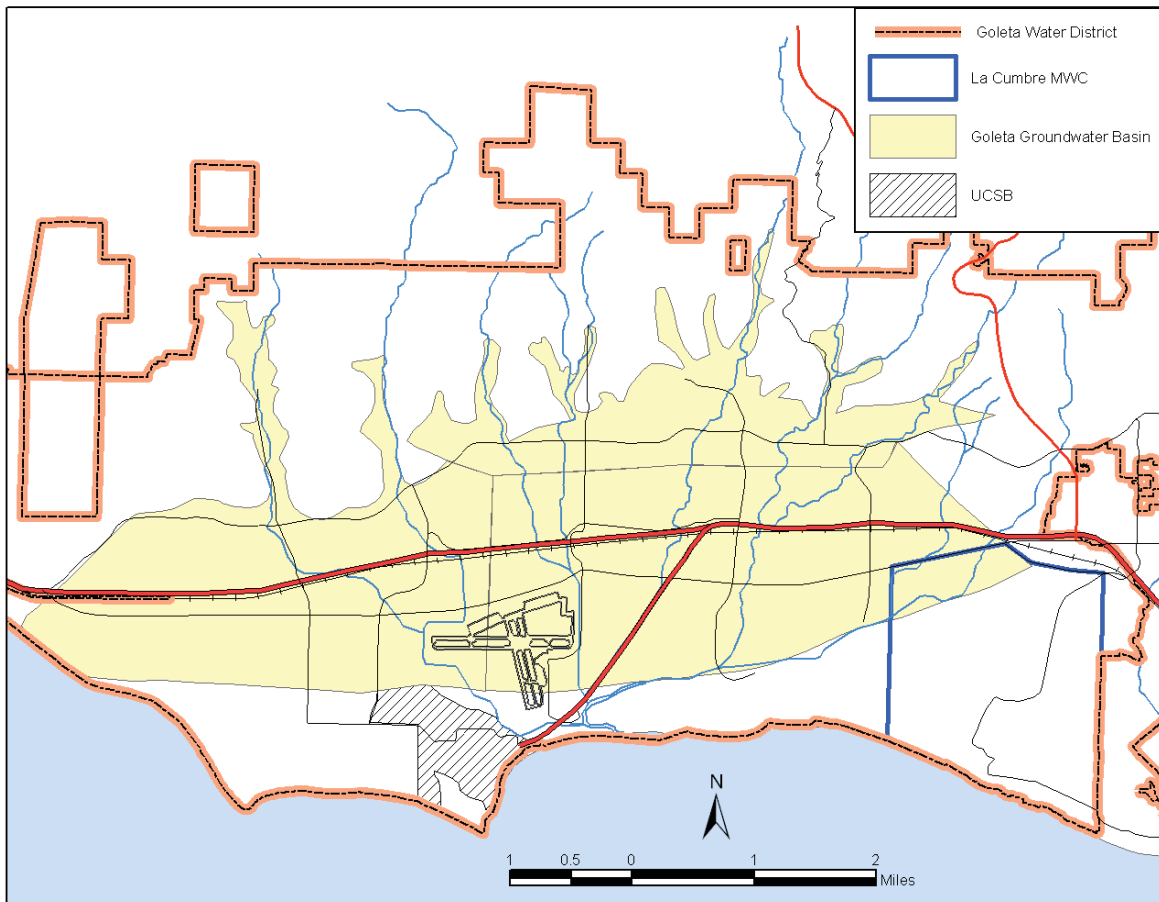 Goleta Water District
La Cumbre MWC
Goleta Groundwater Basin
UCSB
N
1 0.5 0 1 2
Miles